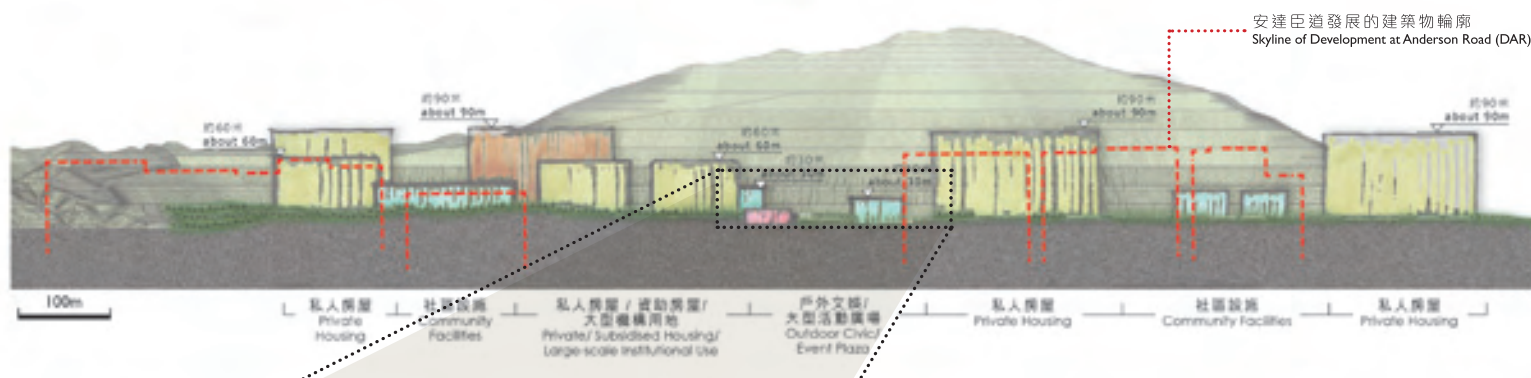 安達臣道發展的建築物輪廓
Skyline of Development at Anderson Road (DAR)
約60米
about 60m
約90米
about 90m
約60米
about 60m
約30米
約90米
about 90m
約90米
about 90m
100m
私人房屋
Private
Housing
社區設施
Community
Facilities
私人房屋 / 資助房屋/
大型機構用地
Private/ Subsidised Housing/
Large-scale Institutional Use
戶外文娛/
大型活動廣場
Outdoor Civic/
Event Plaza
私人房屋
Private Housing
社區設施
Community Facilities
私人房屋
Private Housing